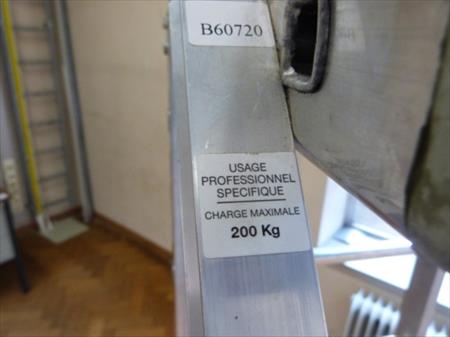 B60720
USAGE
PROFESSIONNEL
SPECIFIQUE
CHARGE MAXIMALE
200 Kg